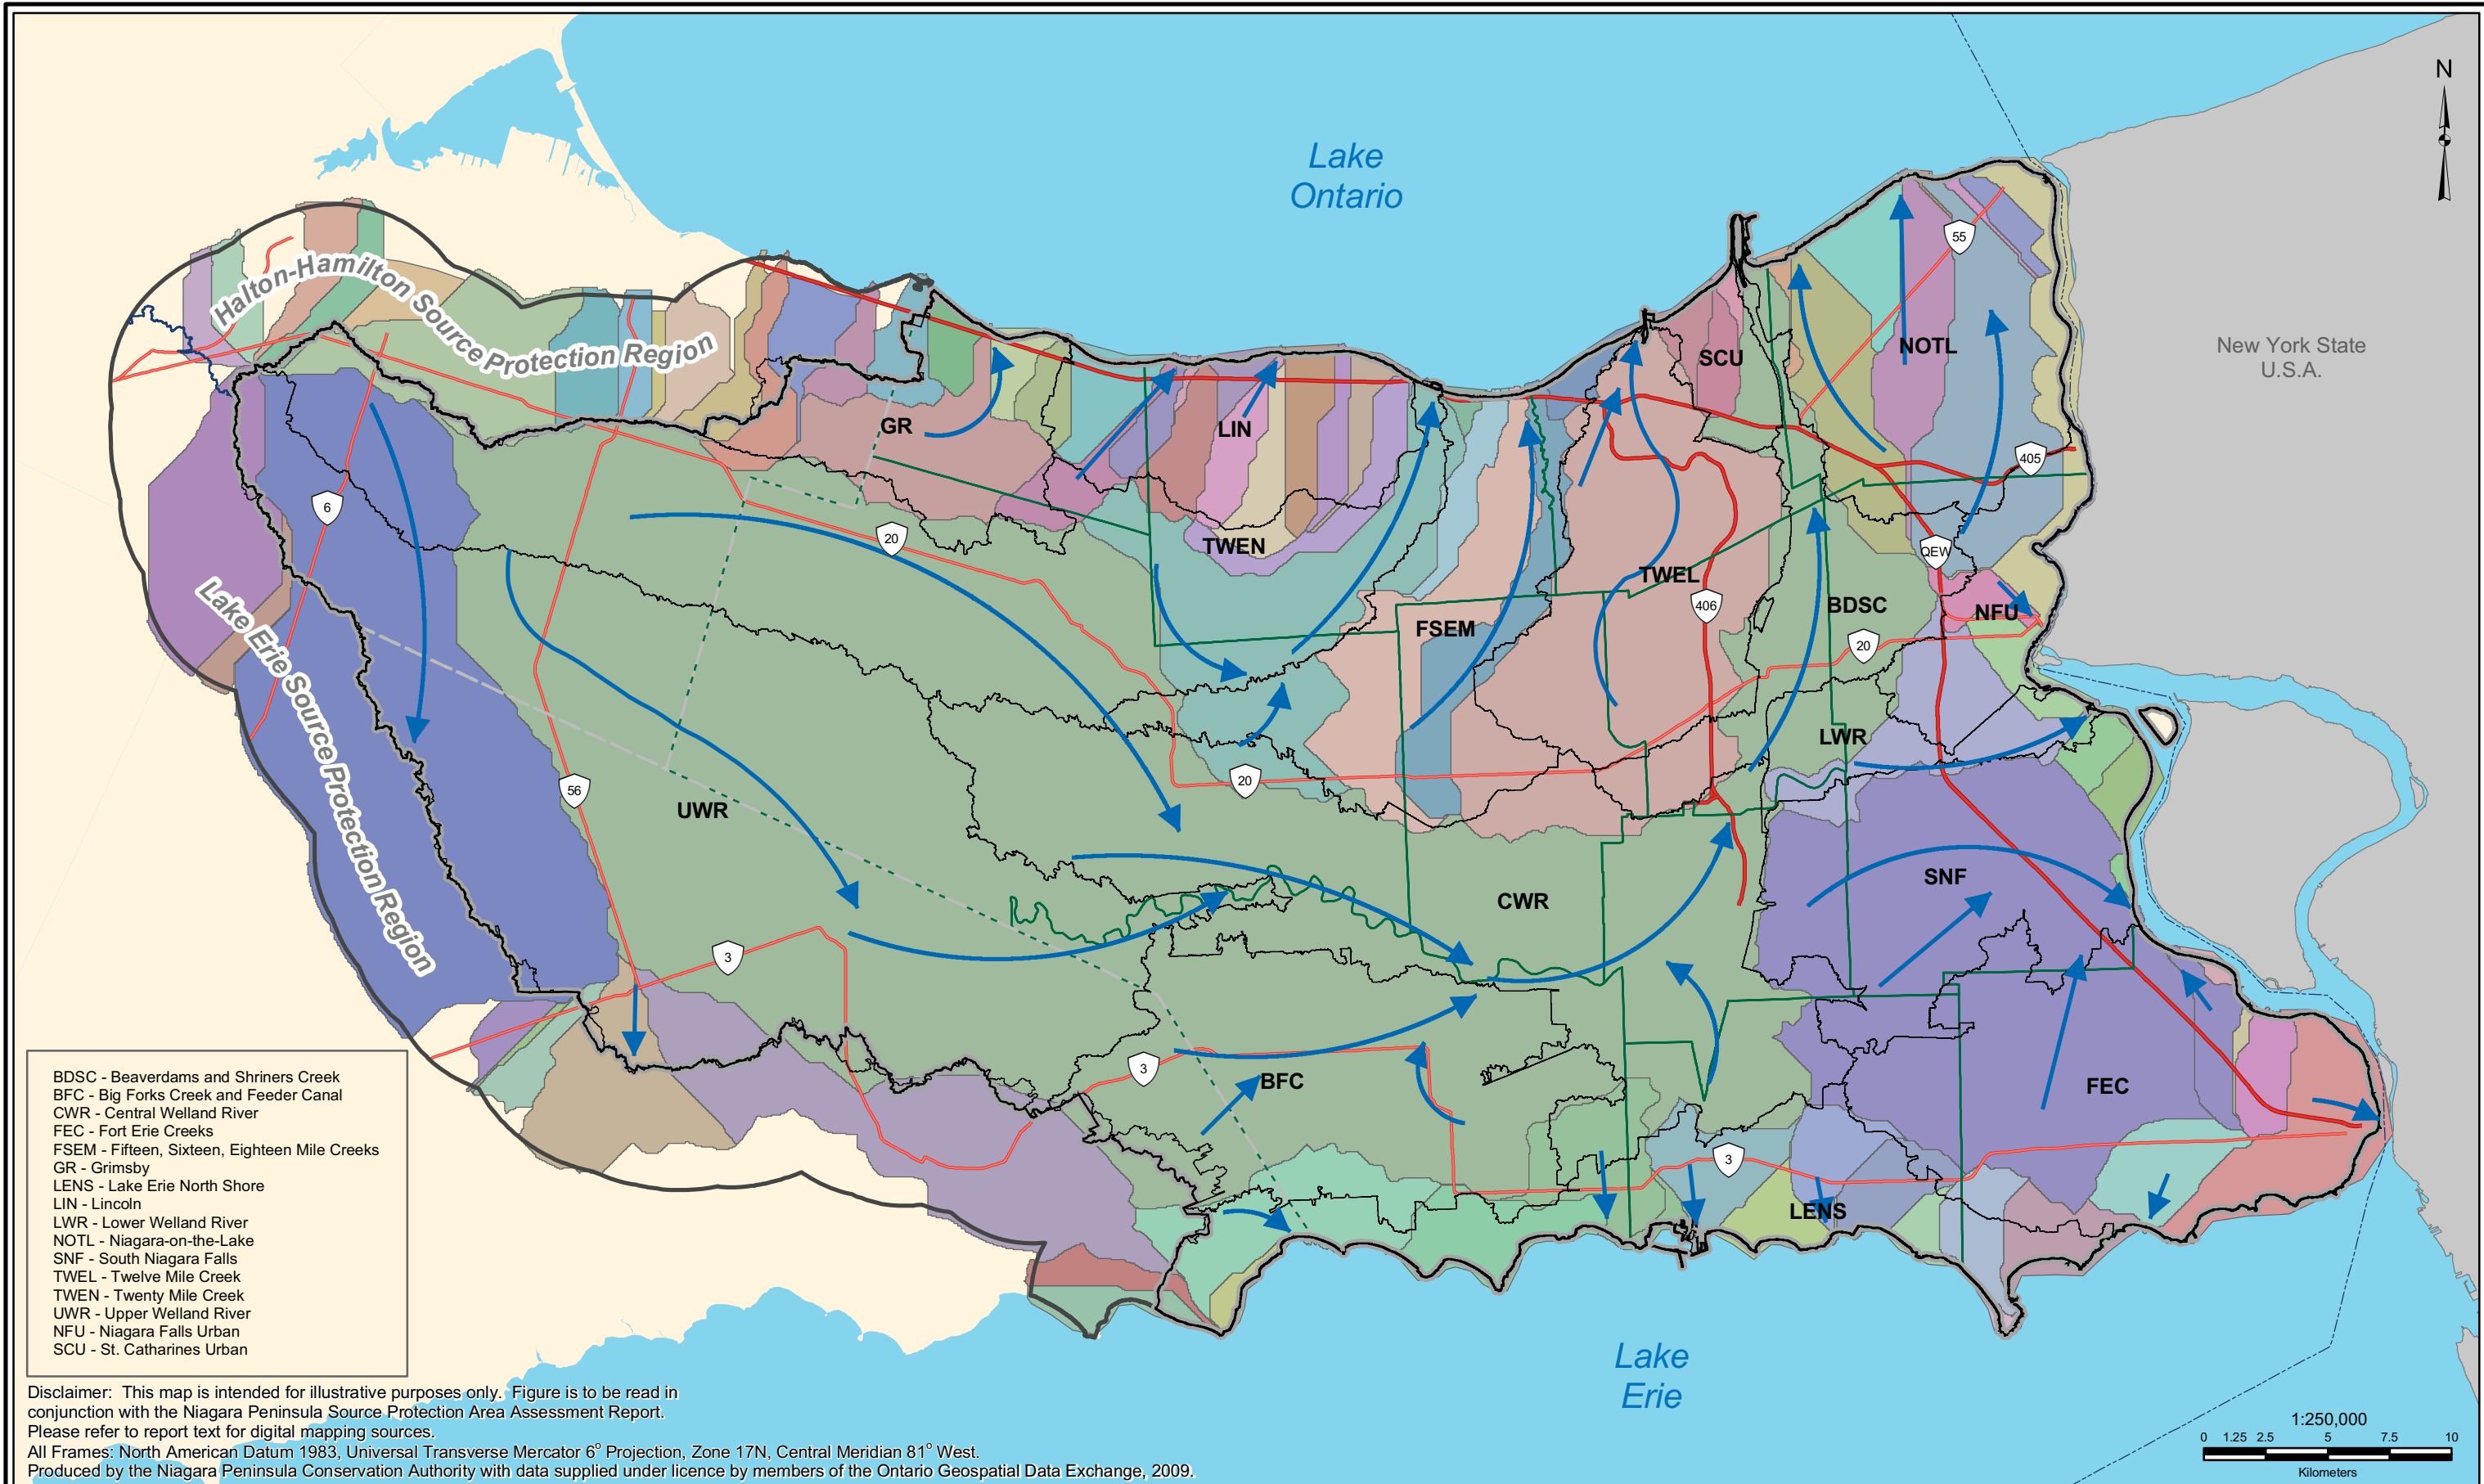 N
Lake
Ontario
55
Halton-Hamilton Source Protection Region
New York State
U.S.A.
NOTL
SCU
GR
LIN
405
6
20
TWEN
QEW
TWEL
406
BDSC
NFU
FSEM
20
Lake Erie Source Protection Region
LWR
20
56
UWR
SNF
CWR
3
3
BFC
FEC
3
LENS
BDSC - Beaverdams and Shriners Creek
BFC - Big Forks Creek and Feeder Canal
CWR - Central Welland River
FEC - Fort Erie Creeks
FSEM - Fifteen, Sixteen, Eighteen Mile Creeks
GR - Grimsby
LENS - Lake Erie North Shore
LIN - Lincoln
LWR - Lower Welland River
NOTL - Niagara-on-the-Lake
SNF - South Niagara Falls
TWEL - Twelve Mile Creek
TWEN - Twenty Mile Creek
UWR - Upper Welland River
NFU - Niagara Falls Urban
SCU - St. Catharines Urban
Lake
Erie
Disclaimer: This map is intended for illustrative purposes only. Figure is to be read in
conjunction with the Niagara Peninsula Source Protection Area Assessment Report.
Please refer to report text for digital mapping sources.
All Frames: North American Datum 1983, Universal Transverse Mercator 6° Projection, Zone 17N, Central Meridian 81° West.
Produced by the Niagara Peninsula Conservation Authority with data supplied under licence by members of the Ontario Geospatial Data Exchange, 2009.
1:250,000
0 1.25 2.5 5 7.5 10
Kilometers